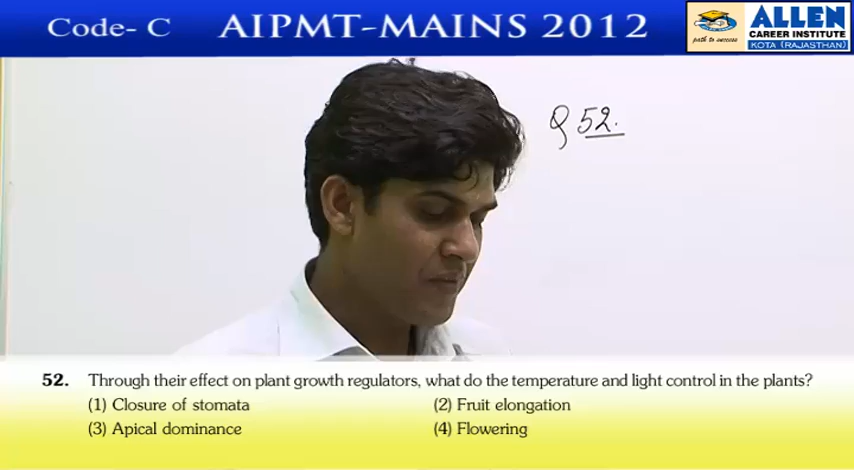 Code- C AIPMT-MAINS 2012
ALLEN
CAREER INSTITUTE
path to success KOTA (RAJASTHAN)
Q 52.
52. Through their effect on plant growth regulators, what do the temperature and light control in the plants?
(1) Closure of stomata (2) Fruit elongation
(3) Apical dominance (4) Flowering